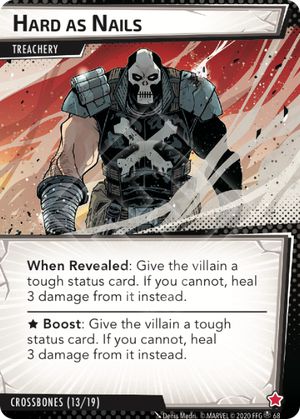 Hard as Nails
TREACHERY
When Revealed: Give the villain a
tough status card. If you cannot, heal
3 damage from it instead.
★ Boost: Give the villain a tough
status card. If you cannot, heal
3 damage from it instead.
CROSSBONES (13/19)
Denis Medri. © MARVEL © 2020 FFG 68